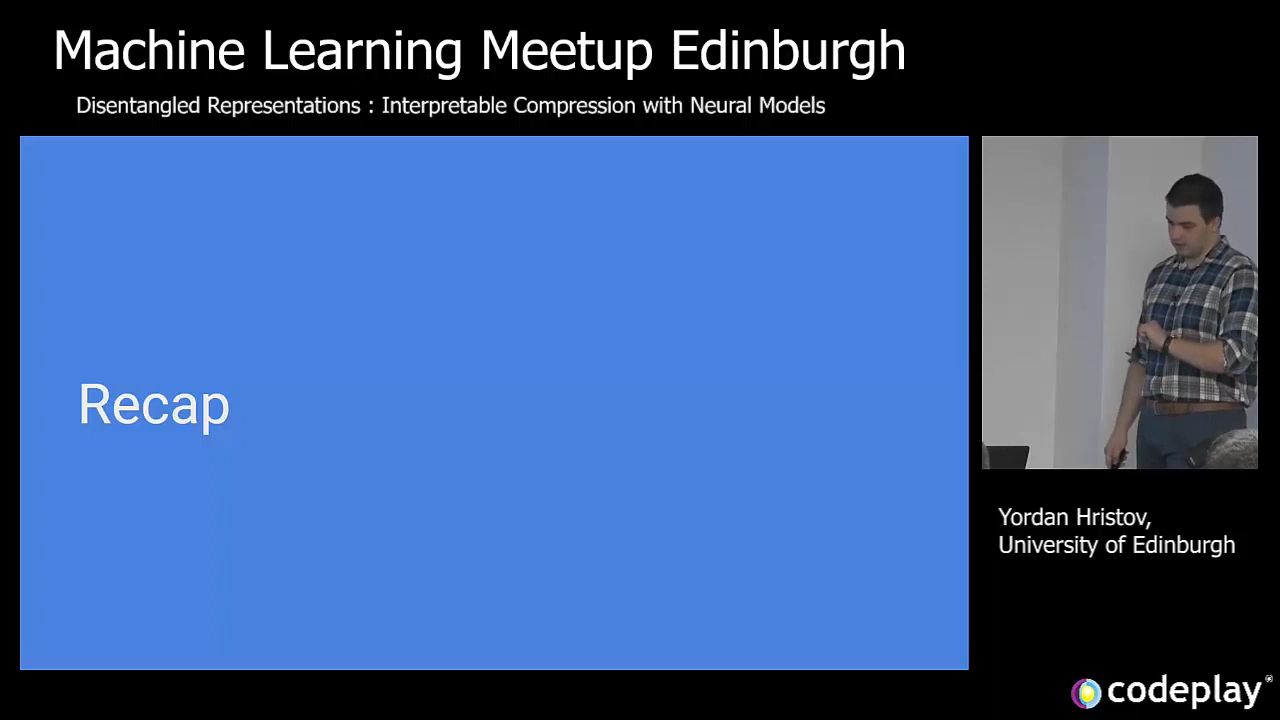 Machine Learning Meetup Edinburgh
Disentangled Representations : Interpretable Compression with Neural Models
Recap
Yordan Hristov,
University of Edinburgh
codeplay®